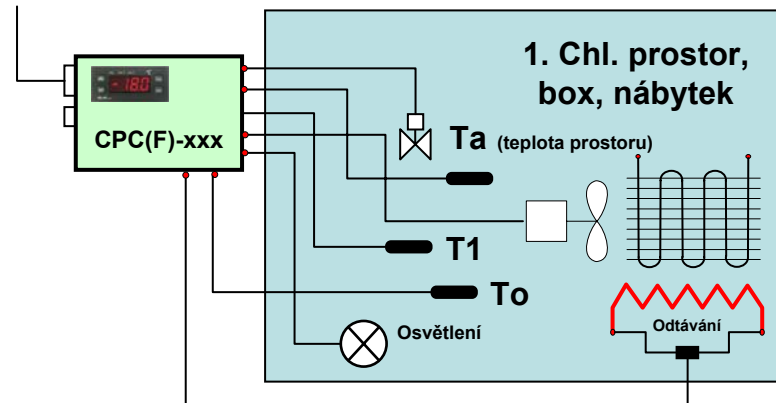 1. Chl. prostor,
box, nábytek
-18.0
CPC(F)-xxx
Ta (teplota prostoru)
T1
To
Osvětlení
Odtávání